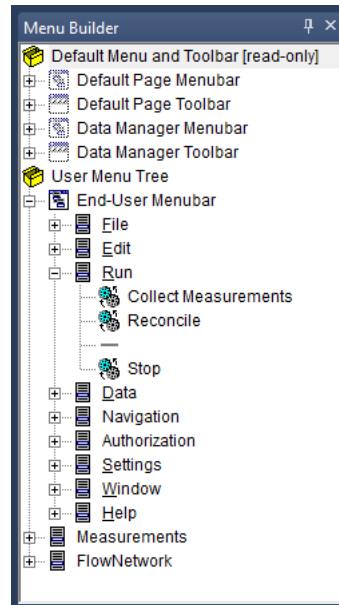 Menu Builder
Default Menu and Toolbar [read-only]
Default Page Menubar
Default Page Toolbar
Data Manager Menubar
Data Manager Toolbar
User Menu Tree
End-User Menubar
File
Edit
Run
Collect Measurements
Reconcile
Stop
Data
Navigation
Authorization
Settings
Window
Help
Measurements
FlowNetwork